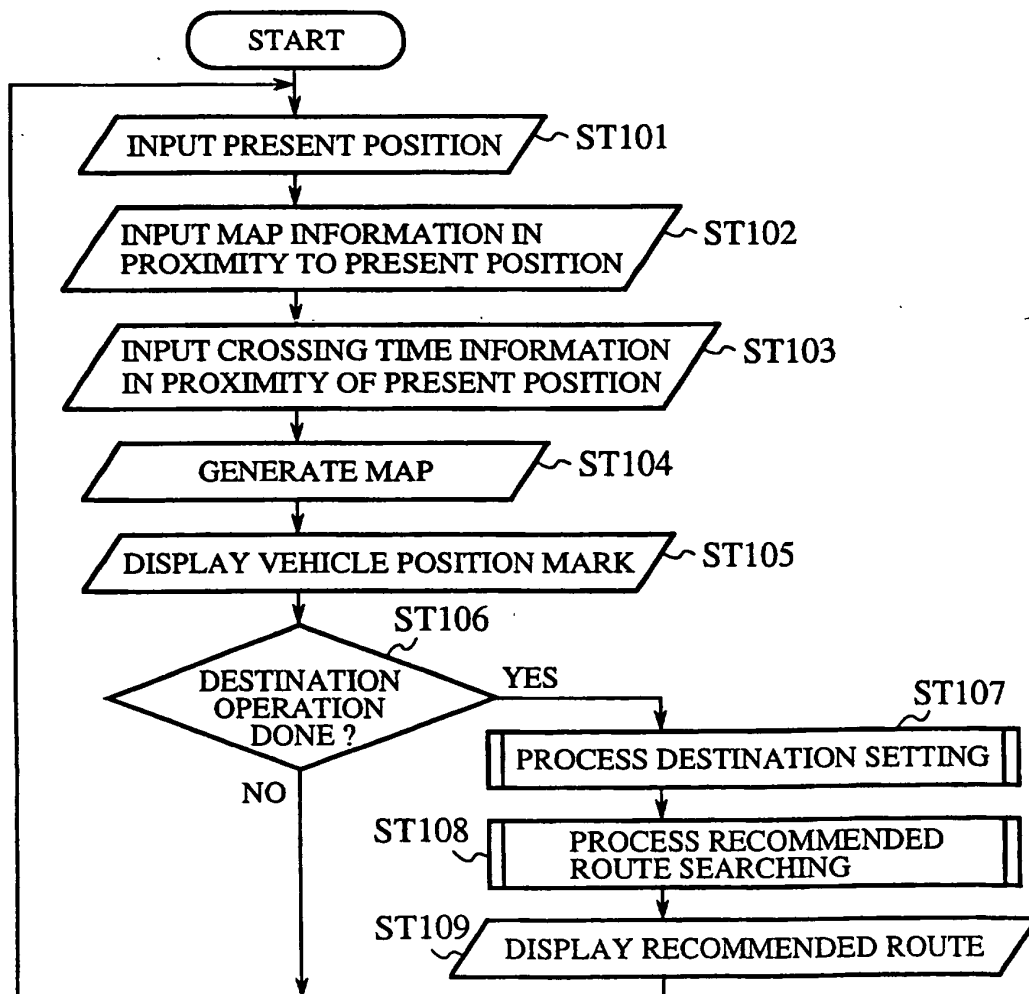 START
INPUT PRESENT POSITION
ST101
INPUT MAP INFORMATION IN
PROXIMITY TO PRESENT POSITION
ST102
INPUT CROSSING TIME INFORMATION
IN PROXIMITY OF PRESENT POSITION
ST103
GENERATE MAP
ST104
DISPLAY VEHICLE POSITION MARK
ST105
ST106
DESTINATION
OPERATION
DONE ?
YES
NO
ST107
PROCESS DESTINATION SETTING
ST108
PROCESS RECOMMENDED
ROUTE SEARCHING
ST109
DISPLAY RECOMMENDED ROUTE